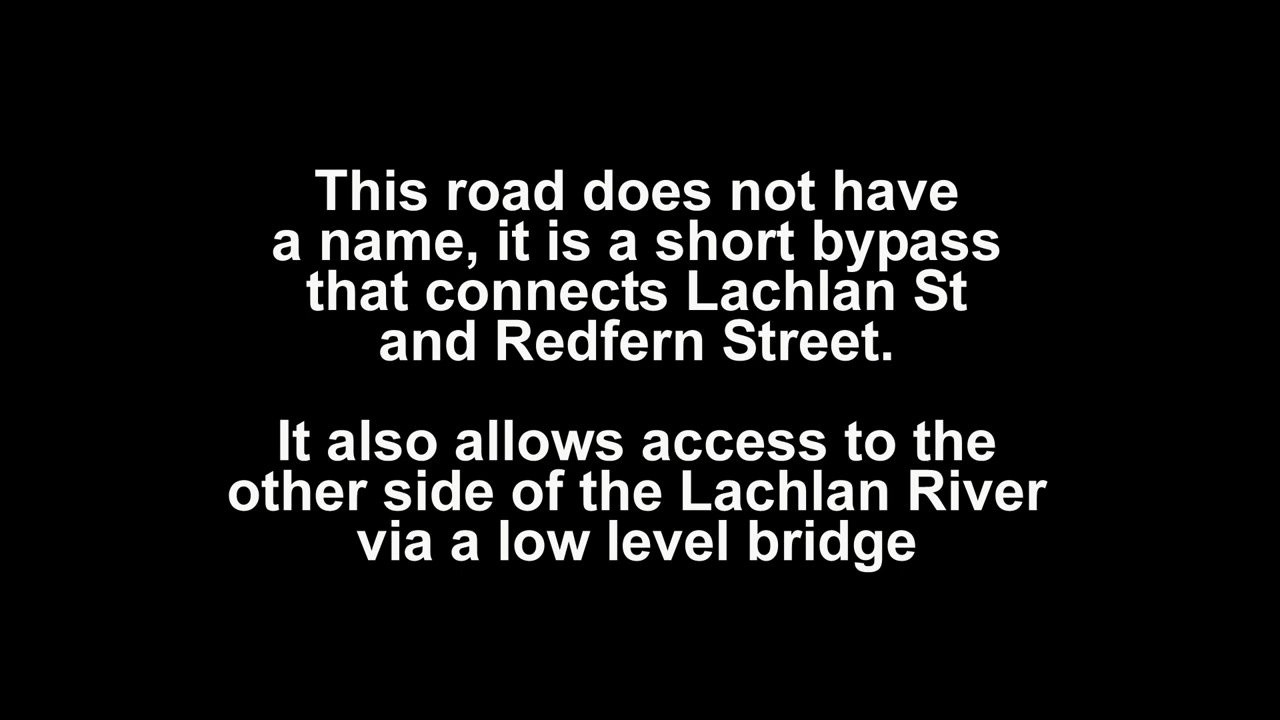 This road does not have
a name, it is a short bypass
that connects Lachlan St
and Redfern Street.
It also allows access to the
other side of the Lachlan River
via a low level bridge